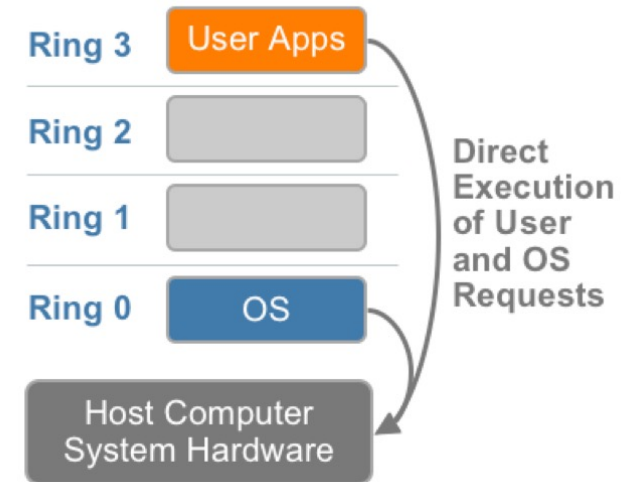 Ring 3
User Apps
Ring 2
Ring 1
Ring 0
OS
Direct
Execution
of User
and OS
Requests
Host Computer
System Hardware